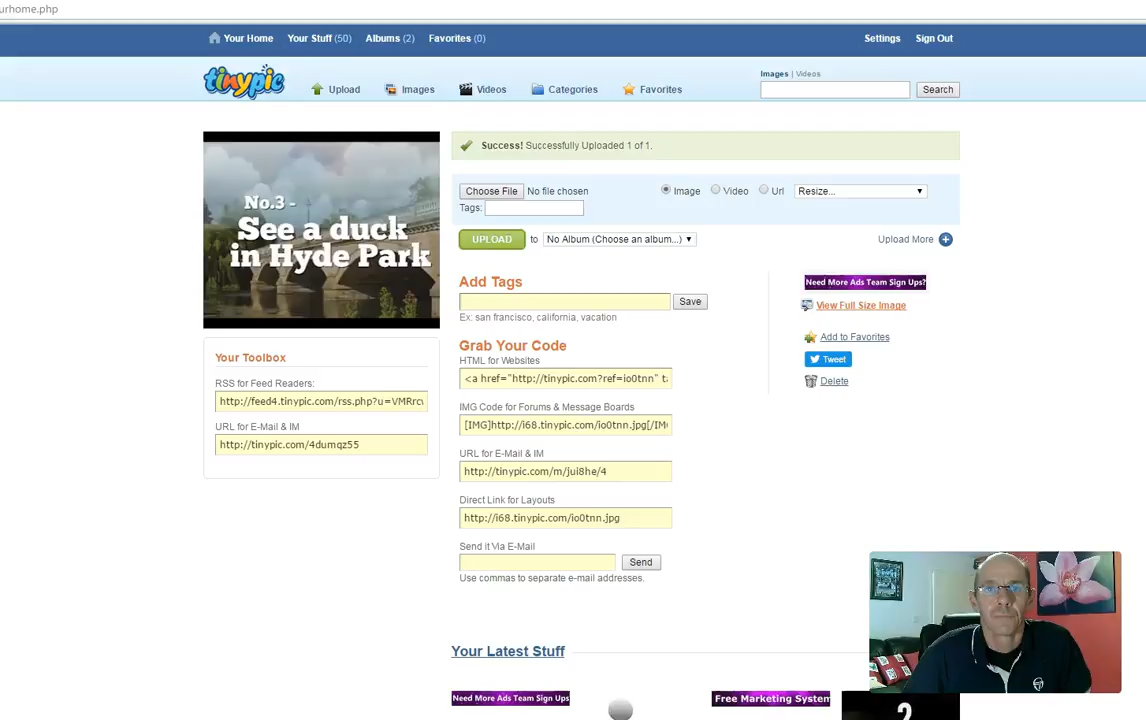 urhome.php
Your Home Your Stuff (50) Albums (2) Favorites (0) Settings Sign Out
tinypic Upload Images Videos Categories Favorites
Images | Videos
Search
No.3 -
See a duck
in Hyde Park
Success! Successfully Uploaded 1 of 1.
Choose File No file chosen Image Video Url Resize...
Tags:
UPLOAD to No Album (Choose an album...) Upload More
Add Tags
Save
Ex: san francisco, california, vacation
Need More Ads Team Sign Ups?
View Full Size Image
Add to Favorites
Tweet
Delete
Grab Your Code
HTML for Websites
<a href="http://tinypic.com?ref=io0tnn" t
IMG Code for Forums & Message Boards
[IMG]http://i68.tinypic.com/io0tnn.jpg[/IM
URL for E-Mail & IM
http://tinypic.com/m/jui8he/4
Direct Link for Layouts
http://i68.tinypic.com/io0tnn.jpg
Send it Via E-Mail
Send
Use commas to separate e-mail addresses.
Your Toolbox
RSS for Feed Readers:
http://feed4.tinypic.com/rss.php?u=VMRrc
URL for E-Mail & IM
http://tinypic.com/4dumqz55
Your Latest Stuff
Need More Ads Team Sign Ups
Free Marketing System
2